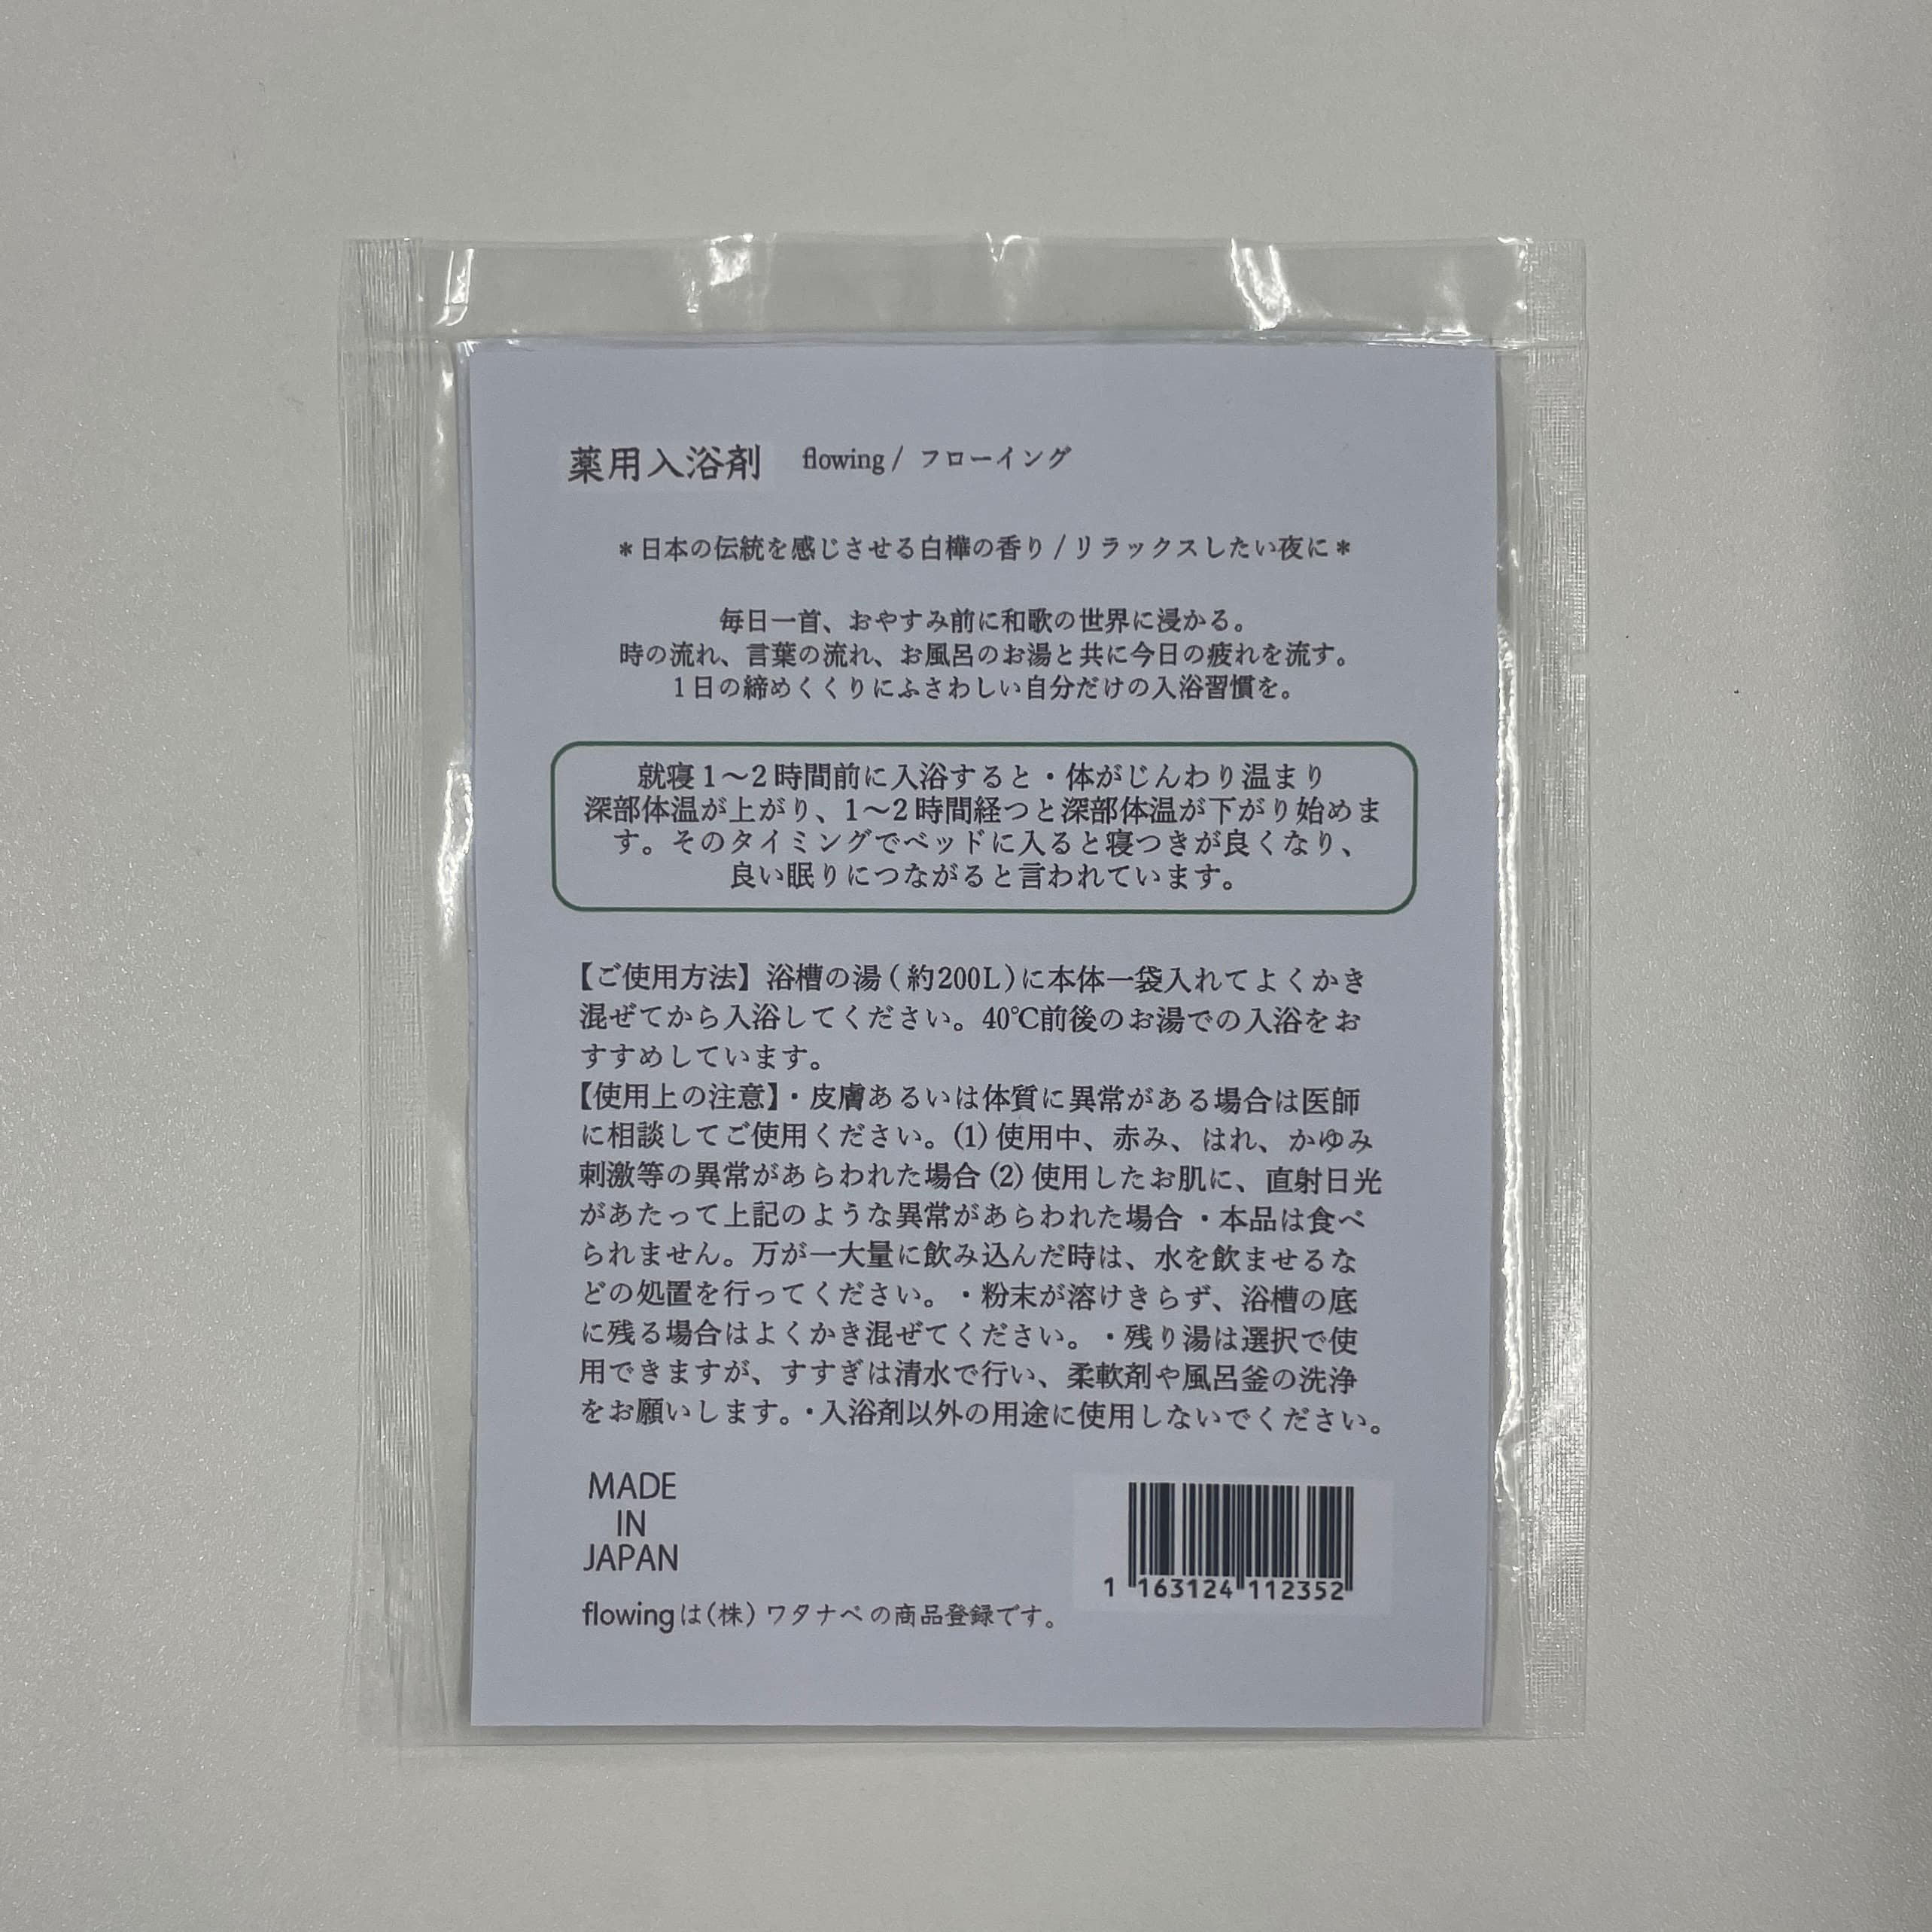 薬用入浴剤 flowing / フローイング
＊日本の伝統を感じさせる白樺の香り / リラックスしたい夜に＊
毎日一首、おやすみ前に和歌の世界に浸かる。
時の流れ、言葉の流れ、お風呂のお湯と共に今日の疲れを流す。
1日の締めくくりにふさわしい自分だけの入浴習慣を。
就寝1〜2時間前に入浴すると・体がじんわり温まり
深部体温が上がり、1〜2時間経つと深部体温が下がり始めま
す。そのタイミングでベッドに入ると寝つきが良くなり、
良い眠りにつながると言われています。
【ご使用方法】浴槽の湯(約200L)に本体一袋入れてよくかき
混ぜてから入浴してください。40℃前後のお湯での入浴をお
すすめしています。
【使用上の注意】・皮膚あるいは体質に異常がある場合は医師
に相談してご使用ください。(1)使用中、赤み、はれ、かゆみ
刺激等の異常があらわれた場合(2)使用したお肌に、直射日光
があたって上記のような異常があらわれた場合 ・本品は食べ
られません。万が一大量に飲み込んだ時は、水を飲ませるな
どの処置を行ってください。・粉末が溶けきらず、浴槽の底
に残る場合はよくかき混ぜてください。・残り湯は選択で使
用できますが、すすぎは清水で行い、柔軟剤や風呂釜の洗浄
をお願いします。・入浴剤以外の用途に使用しないでください。
MADE
IN
JAPAN
1 163124 112352
flowingは(株)ワタナベの商品登録です。